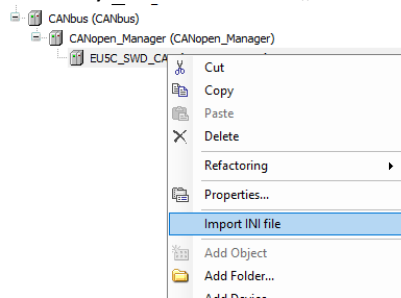 CANbus (CANbus)
CANopen_Manager (CANopen_Manager)
EU5C_SWD_CA
Cut
Copy
Paste
Delete
Refactoring
Properties...
Import INI file
Add Object
Add Folder...
Add Device